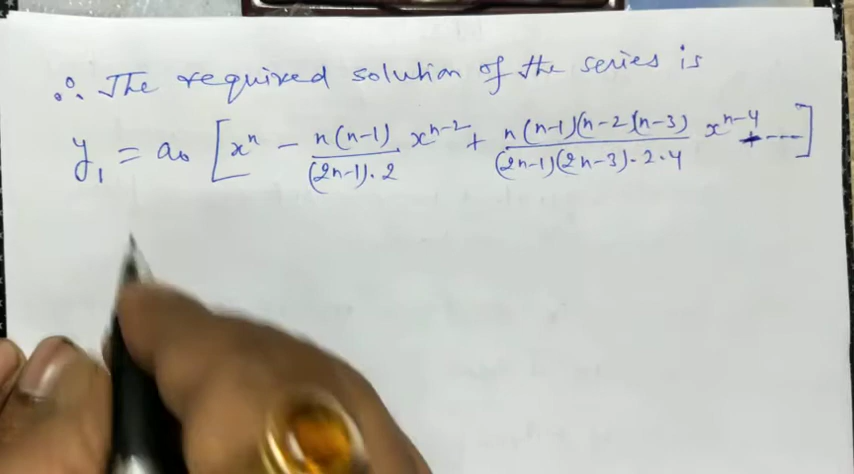 ∴ The required solution of the series is
y₁ = a₀ [xⁿ - n(n-1)/(2n-1)·2 xⁿ⁻² + n(n-1)(n-2)(n-3)/(2n-1)(2n-3)·2·4 xⁿ⁻⁴ + ----]